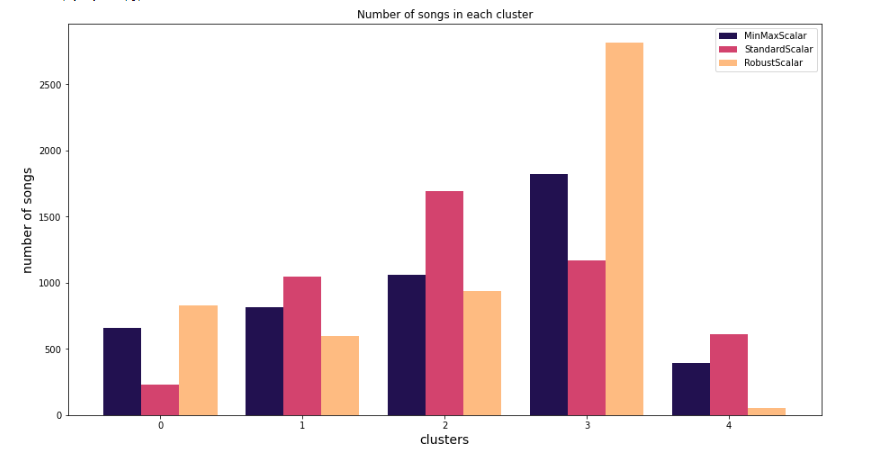 Number of songs in each cluster
MinMaxScalar
StandardScalar
RobustScalar
number of songs
2500
2000
1500
1000
500
0
0 1 2 3 4
clusters